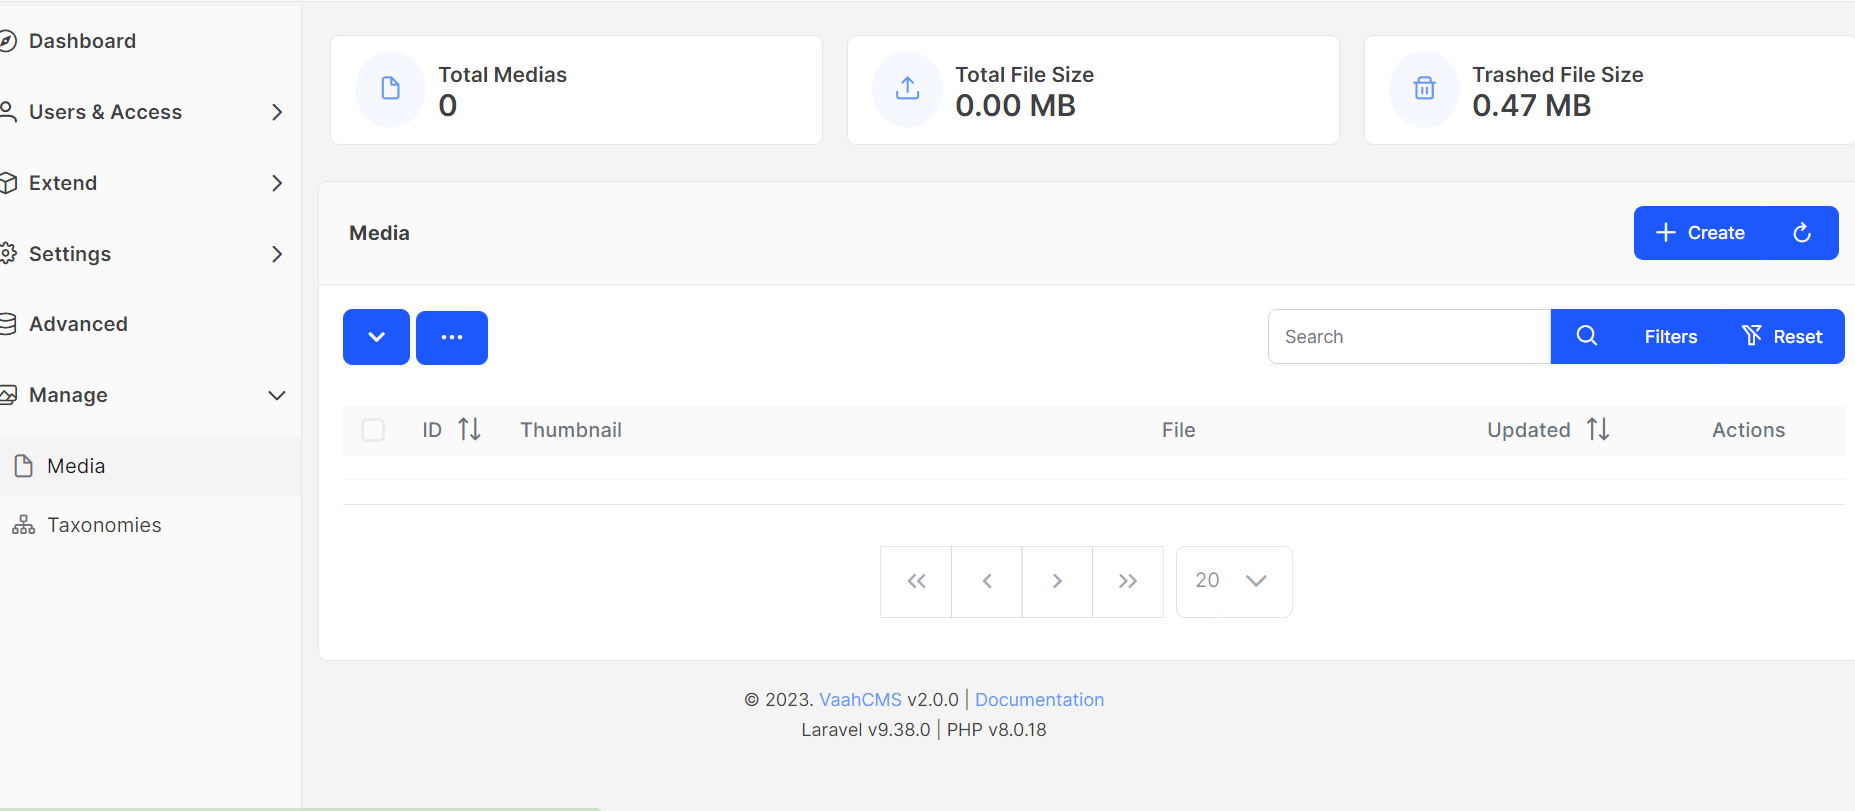 Dashboard
Users & Access
Extend
Settings
Advanced
Manage
Media
Taxonomies
Total Medias
0
Total File Size
0.00 MB
Trashed File Size
0.47 MB
Media
Create
Search
Filters
Reset
ID
Thumbnail
File
Updated
Actions
20
© 2023. VaahCMS v2.0.0 | Documentation
Laravel v9.38.0 | PHP v8.0.18